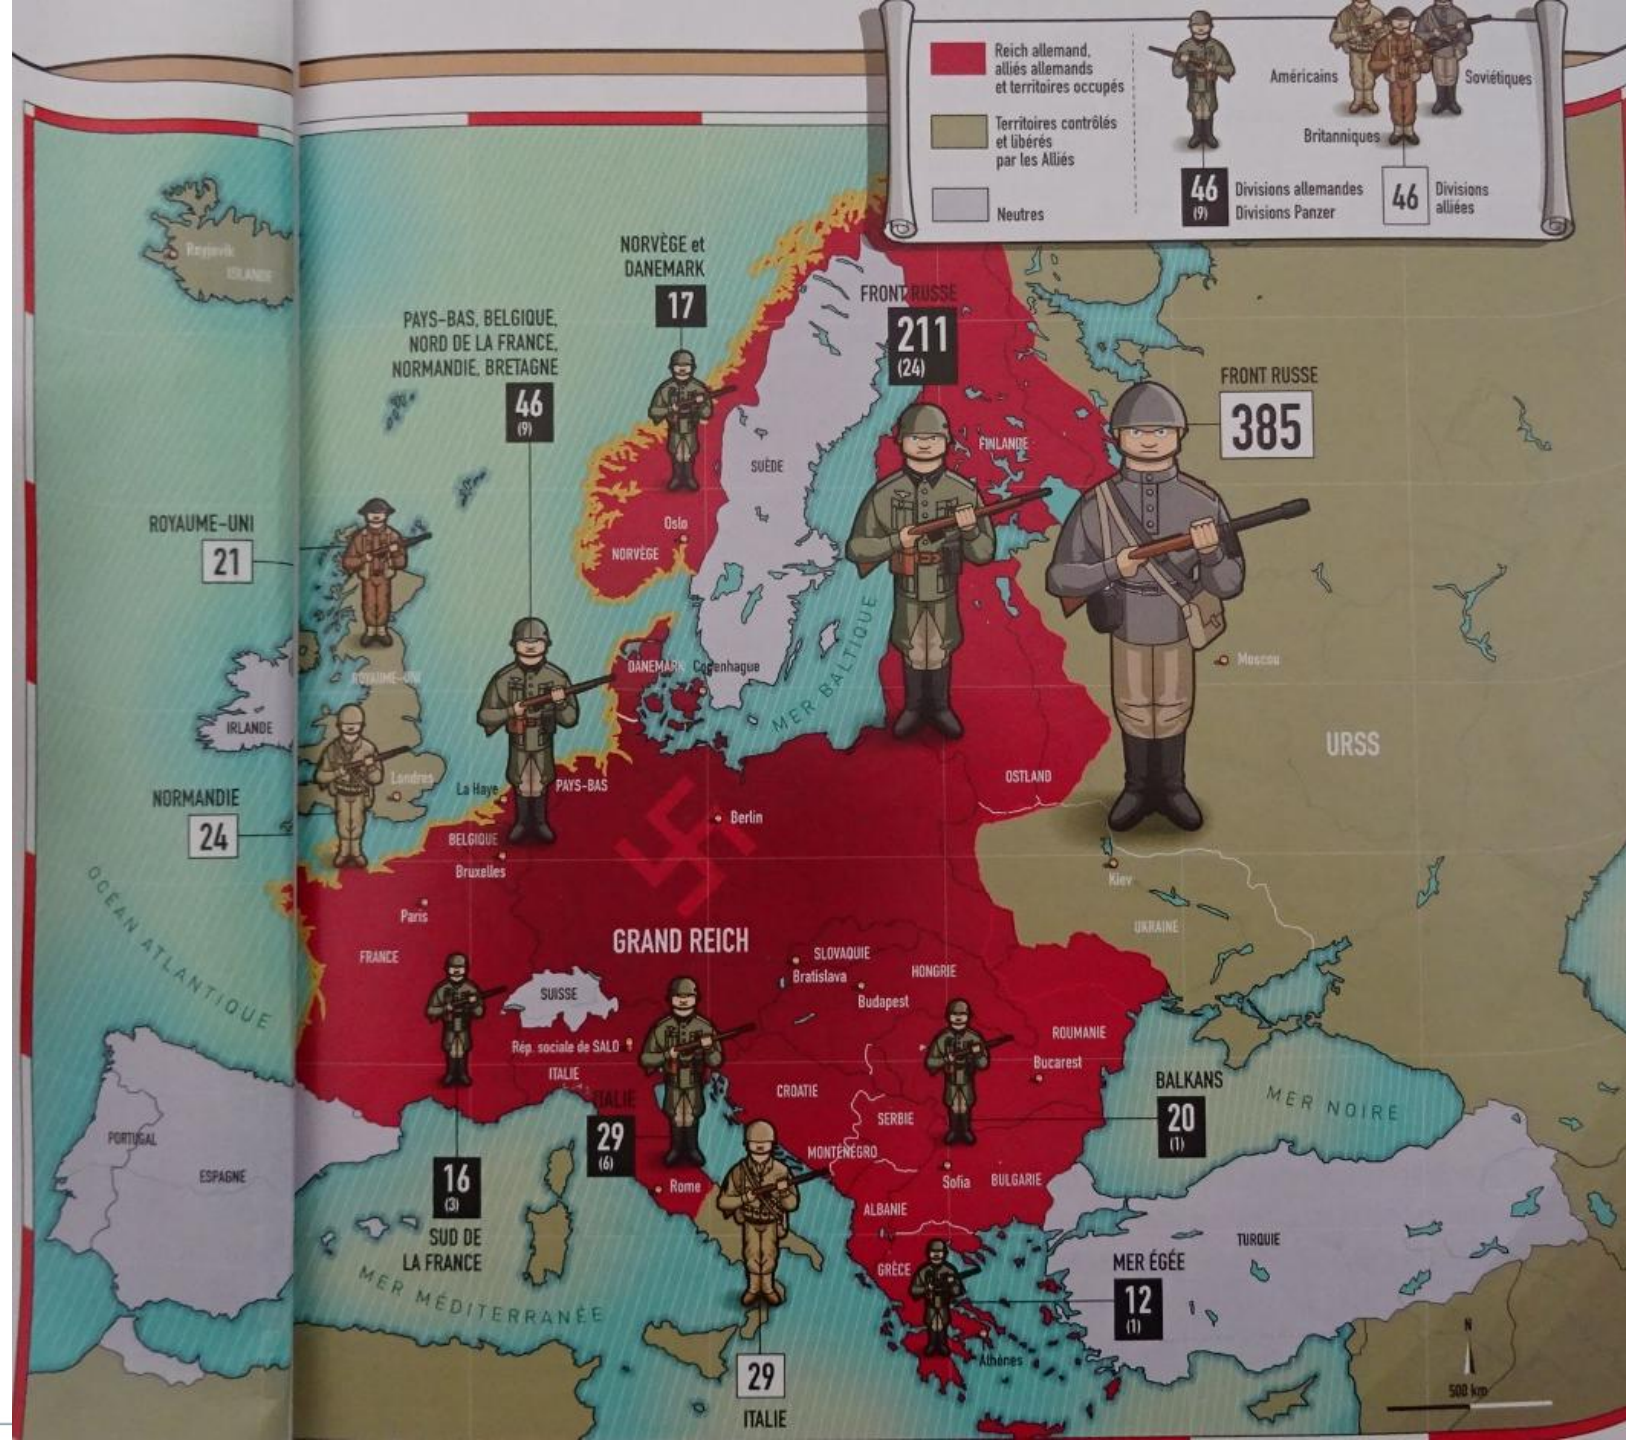 Reich allemand,
alliés allemands
et territoires occupés
Territoires contrôlés
et libérés
par les Alliés
Neutres
Américains
Soviétiques
Britanniques
46
(9)
Divisions allemandes
Divisions Panzer
46
Divisions
alliées
Reyjavik
ISLANDE
NORVÈGE et
DANEMARK
17
PAYS-BAS, BELGIQUE,
NORD DE LA FRANCE,
NORMANDIE, BRETAGNE
46
(9)
FRONT RUSSE
211
(24)
FRONT RUSSE
385
FINLANDE
SUÈDE
Oslo
NORVÈGE
ROYAUME-UNI
21
ROYAUME-UNI
DANEMARK
Copenhague
MER BALTIQUE
Moscou
URSS
IRLANDE
Londres
La Haye
PAYS-BAS
OSTLAND
NORMANDIE
24
BELGIQUE
Bruxelles
Berlin
Kiev
UKRAINE
OCÉAN ATLANTIQUE
Paris
FRANCE
GRAND REICH
SLOVAQUIE
Bratislava
HONGRIE
Budapest
SUISSE
Rép. sociale de SALO
ITALIE
ROUMANIE
Bucarest
CROATIE
SERBIE
MONTÉNÉGRO
BALKANS
20
(1)
MER NOIRE
ITALIE
29
(6)
Rome
Sofia
BULGARIE
ALBANIE
GRÈCE
PORTUGAL
ESPAGNE
16
(3)
SUD DE
LA FRANCE
MER MÉDITERRANÉE
29
ITALIE
MER ÉGÉE
12
(1)
TURQUIE
Athènes
N
500 km